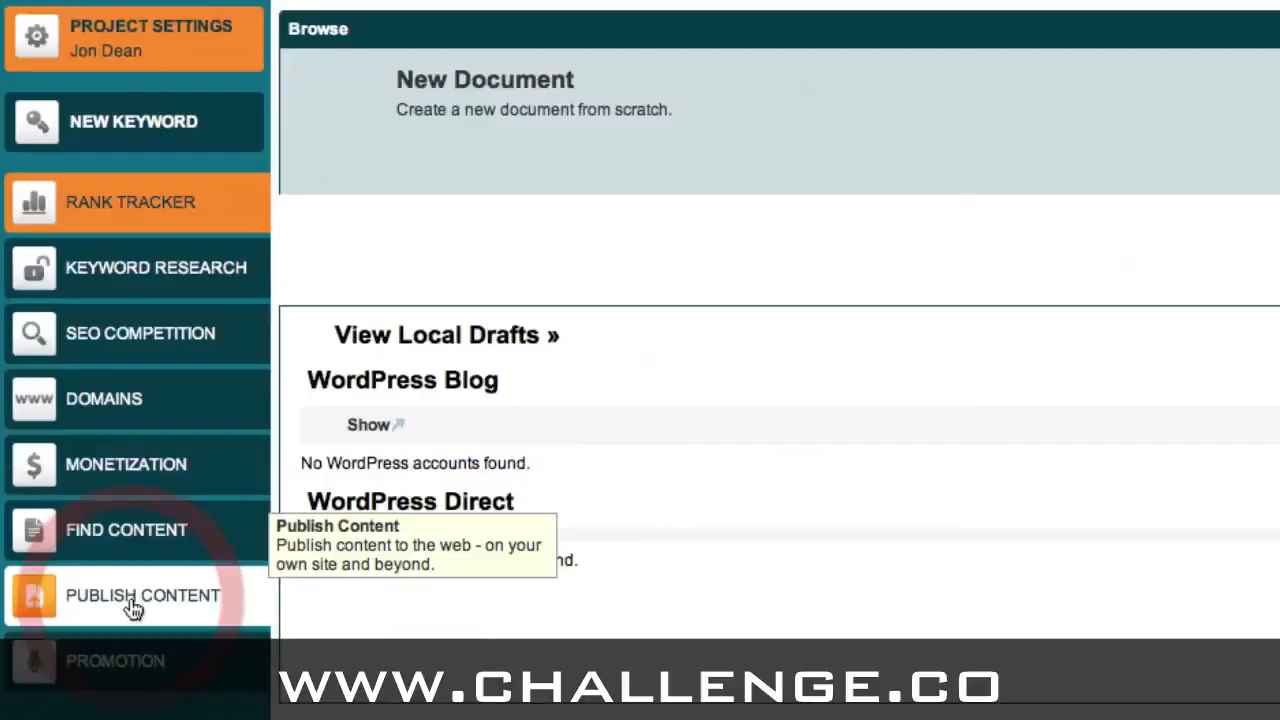 PROJECT SETTINGS
Jon Dean
NEW KEYWORD
RANK TRACKER
KEYWORD RESEARCH
SEO COMPETITION
www DOMAINS
$ MONETIZATION
FIND CONTENT
PUBLISH CONTENT
PROMOTION
Browse
New Document
Create a new document from scratch.
View Local Drafts »
WordPress Blog
Show
No WordPress accounts found.
WordPress Direct
Publish Content
Publish content to the web - on your
own site and beyond.
nd.
WWW.CHALLENGE.CO